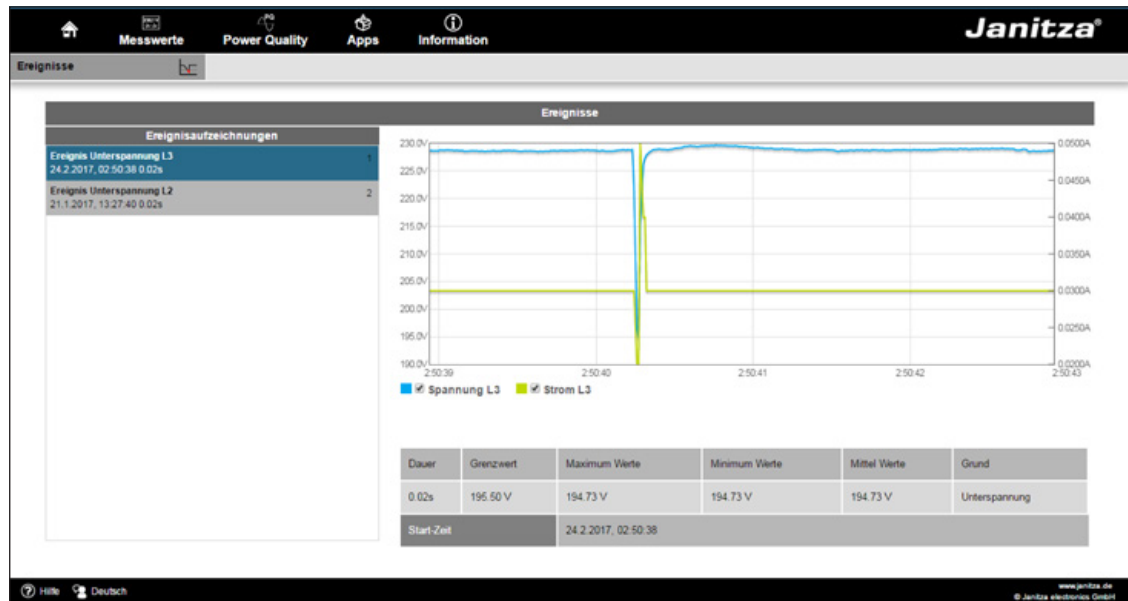 Messwerte
Power Quality
Apps
Information
Janitza®
Ereignisse
Ereignisse
Ereignisaufzeichnungen
Ereignis Unterspannung L3 1
24.2.2017, 02:50:38 0.02s
Ereignis Unterspannung L2 2
21.1.2017, 13:27:40 0.02s
230.0V 0.0500A
225.0V
0.0450A
220.0V
215.0V 0.0400A
210.0V 0.0350A
205.0V
0.0300A
200.0V
195.0V 0.0250A
190.0V 0.0200A
2:50:39 2:50:40 2:50:41 2:50:42 2:50:43
Spannung L3 Strom L3
Dauer Grenzwert Maximum Werte Minimum Werte Mittel Werte Grund
0.02s 195.50 V 194.73 V 194.73 V 194.73 V Unterspannung
Start-Zeit 24.2.2017, 02:50:38
Hilfe Deutsch
www.janitza.de
© Janitza electronics GmbH